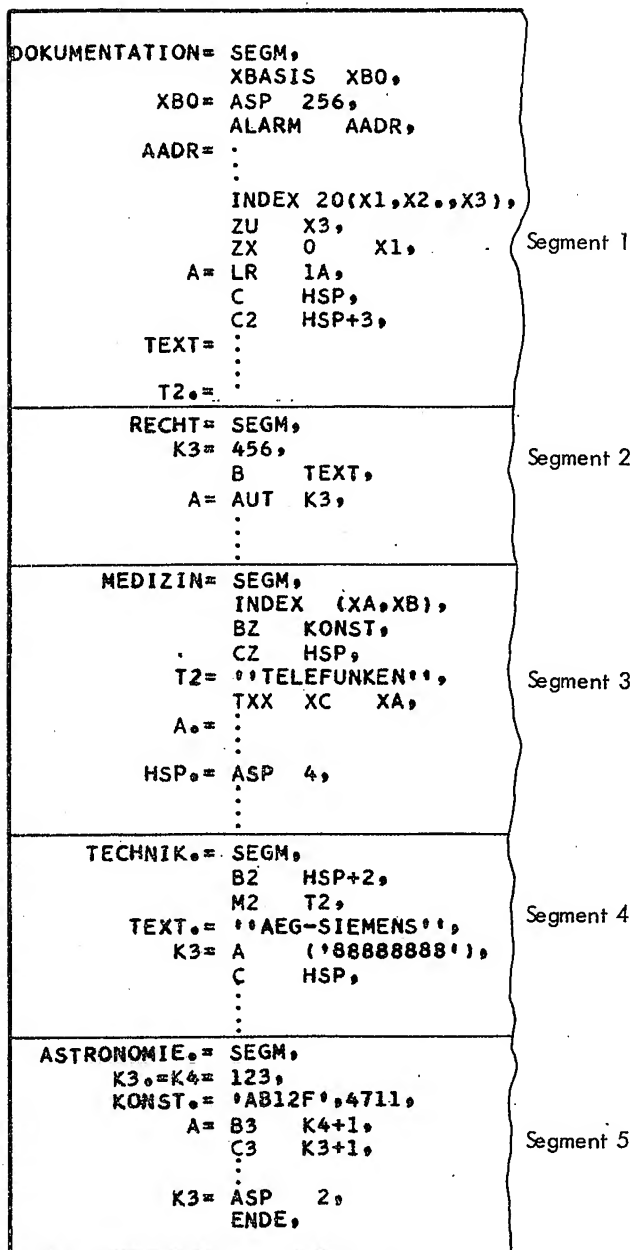 DOKUMENTATION= SEGM,
XBASIS XBO,
XBO= ASP 256,
ALARM AADR,
AADR= .
.
.
INDEX 20(X1,X2.,X3),
ZU X3,
ZX 0 X1,
Segment 1
A= LR 1A,
C HSP,
C2 HSP+3,
TEXT= :
.
T2.= .
RECHT= SEGM,
K3= 456,
Segment 2
B TEXT,
A= AUT K3,
.
.
.
MEDIZIN= SEGM,
INDEX (XA,XB),
BZ KONST,
CZ HSP,
T2= ''TELEFUNKEN'',
Segment 3
TXX XC XA,
A.= .
.
HSP.= ASP 4,
.
.
.
TECHNIK.= SEGM,
B2 HSP+2,
M2 T2,
Segment 4
TEXT.= ''AEG-SIEMENS'',
K3= A ('88888888'),
C HSP,
.
.
.
ASTRONOMIE.= SEGM,
K3.=K4= 123,
KONST.= 'AB12F',4711,
A= B3 K4+1,
Segment 5
C3 K3+1,
.
.
K3= ASP 2,
ENDE,